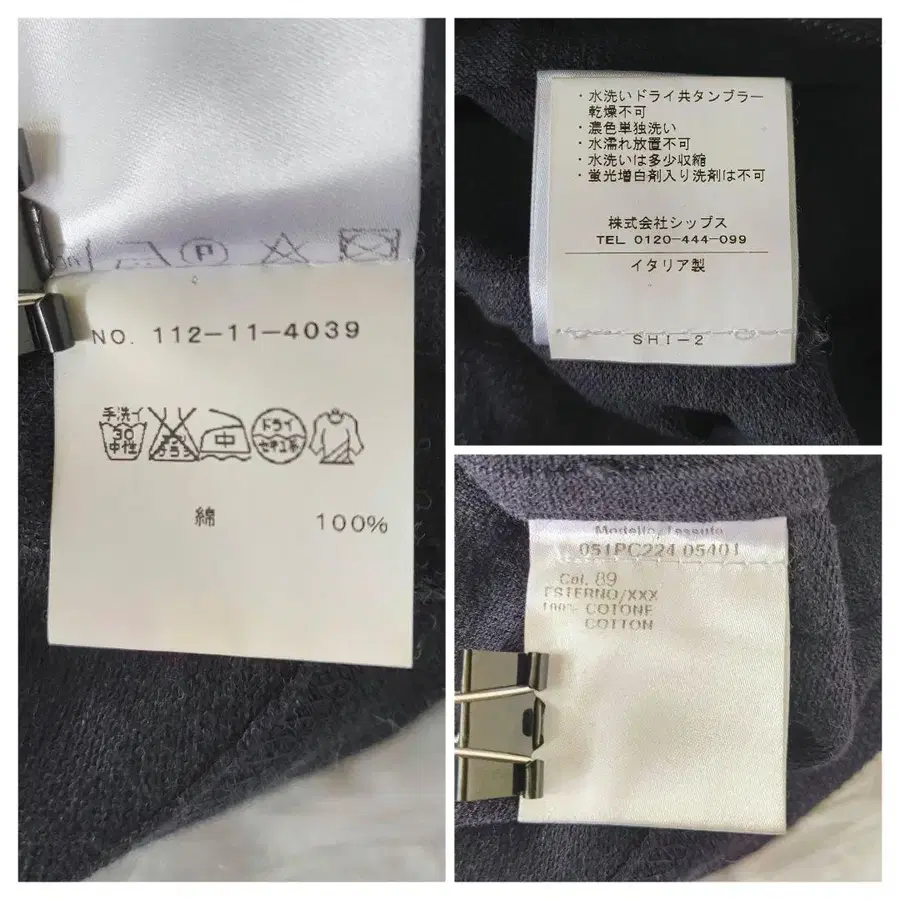 P
NO. 112-11-4039
手洗イ
30
中性
中
ドライ
セキユ系
綿 100%
・水洗いドライ共タンブラー
乾燥不可
・濃色単独洗い
・水濡れ放置不可
・水洗いは多少収縮
・蛍光増白剤入り洗剤は不可
株式会社シップス
TEL 0120-444-099
イタリア製
SHI-2
Modello/Tessuto
051PC224 05401
Col. 89
ESTERNO/XXX
100% COTONE
COTTON